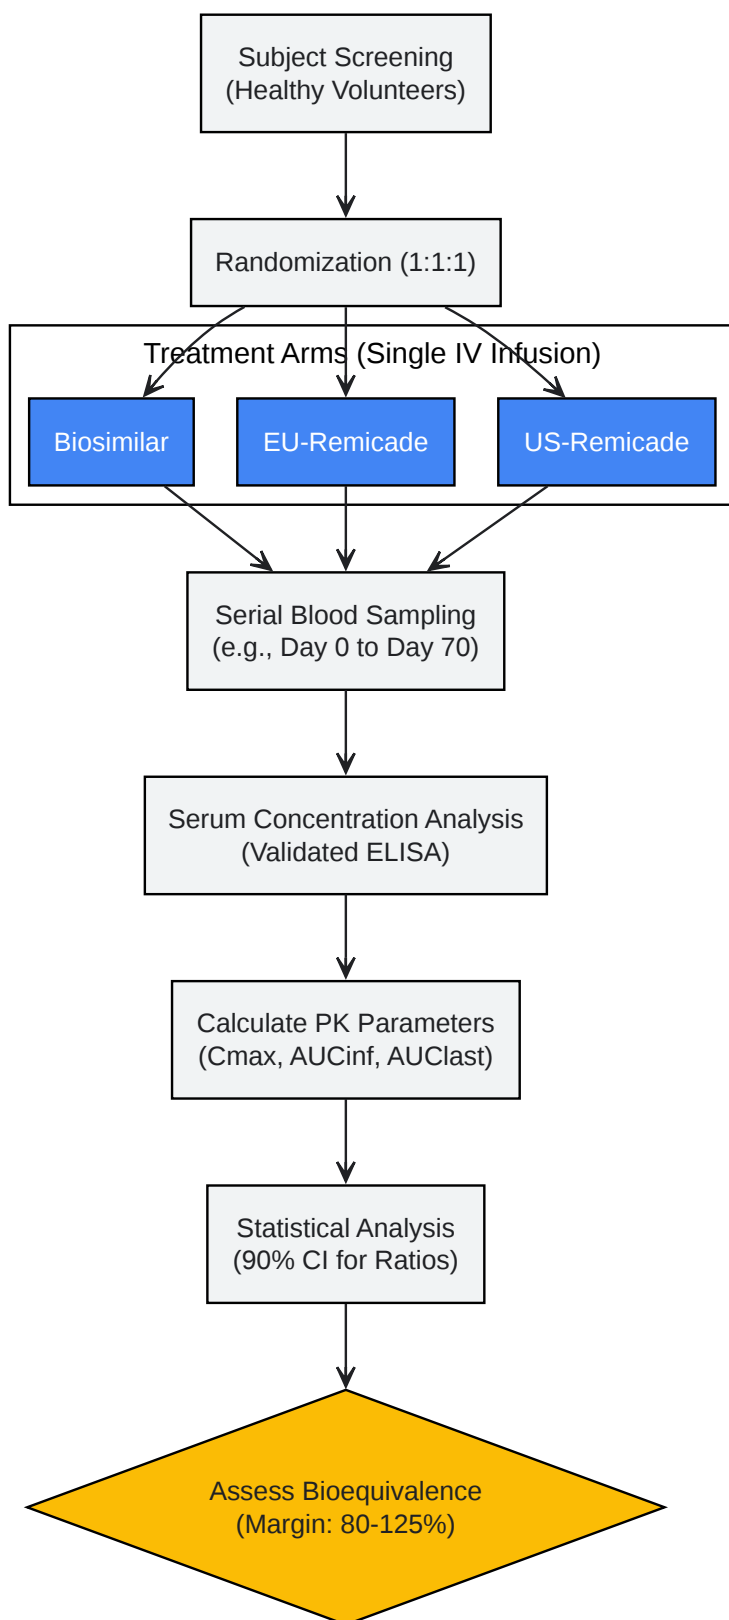 Subject Screening
(Healthy Volunteers)
Randomization (1:1:1)
Treatment Arms (Single IV Infusion)
Biosimilar
EU-Remicade
US-Remicade
Serial Blood Sampling
(e.g., Day 0 to Day 70)
Serum Concentration Analysis
(Validated ELISA)
Calculate PK Parameters
(Cmax, AUCinf, AUClast)
Statistical Analysis
(90% CI for Ratios)
Assess Bioequivalence
(Margin: 80-125%)